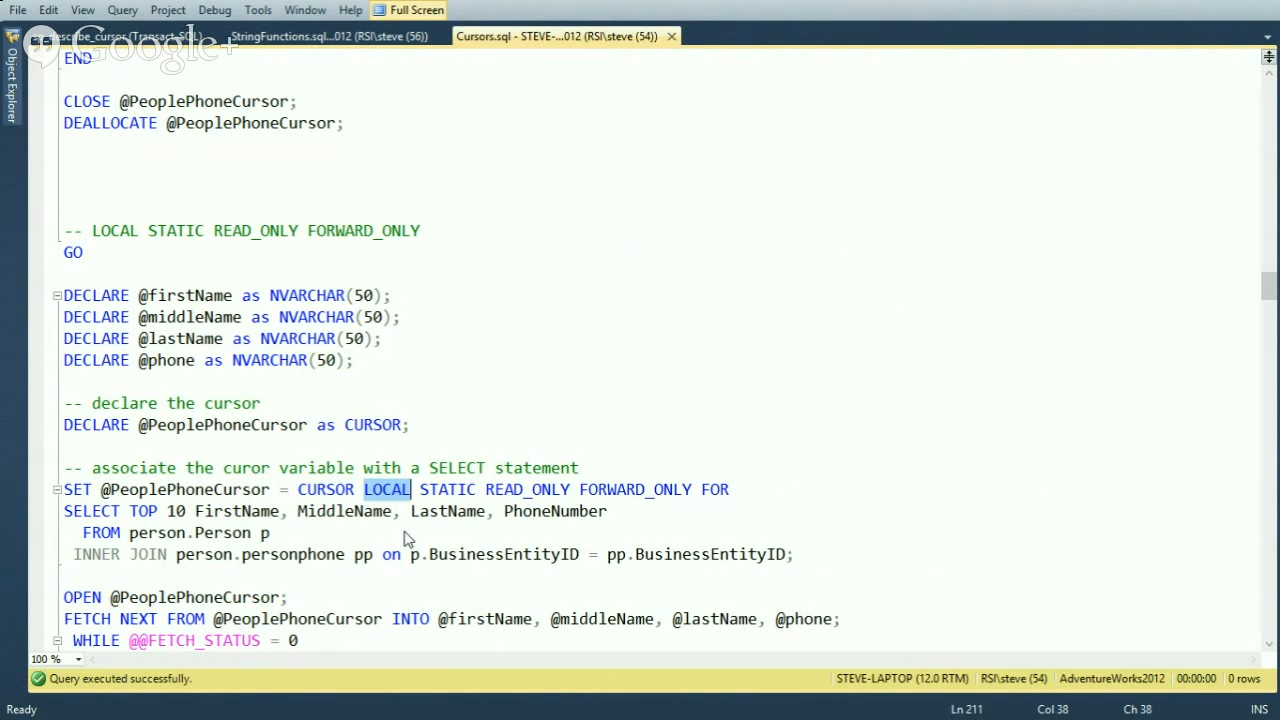 File Edit View Query Project Debug Tools Window Help Full Screen
sp_describe_cursor (Transact-SQL) StringFunctions.sql...012 (RSI\steve (56)) Cursors.sql - STEVE-...012 (RSI\steve (54))
Google+
Object Explorer
END
CLOSE @PeoplePhoneCursor;
DEALLOCATE @PeoplePhoneCursor;
-- LOCAL STATIC READ_ONLY FORWARD_ONLY
GO
DECLARE @firstName as NVARCHAR(50);
DECLARE @middleName as NVARCHAR(50);
DECLARE @lastName as NVARCHAR(50);
DECLARE @phone as NVARCHAR(50);
-- declare the cursor
DECLARE @PeoplePhoneCursor as CURSOR;
-- associate the curor variable with a SELECT statement
SET @PeoplePhoneCursor = CURSOR LOCAL STATIC READ_ONLY FORWARD_ONLY FOR
SELECT TOP 10 FirstName, MiddleName, LastName, PhoneNumber
FROM person.Person p
INNER JOIN person.personphone pp on p.BusinessEntityID = pp.BusinessEntityID;
OPEN @PeoplePhoneCursor;
FETCH NEXT FROM @PeoplePhoneCursor INTO @firstName, @middleName, @lastName, @phone;
WHILE @@FETCH_STATUS = 0
100 %
Query executed successfully. STEVE-LAPTOP (12.0 RTM) RSI\steve (54) AdventureWorks2012 00:00:00 0 rows
Ready Ln 211 Col 38 Ch 38 INS